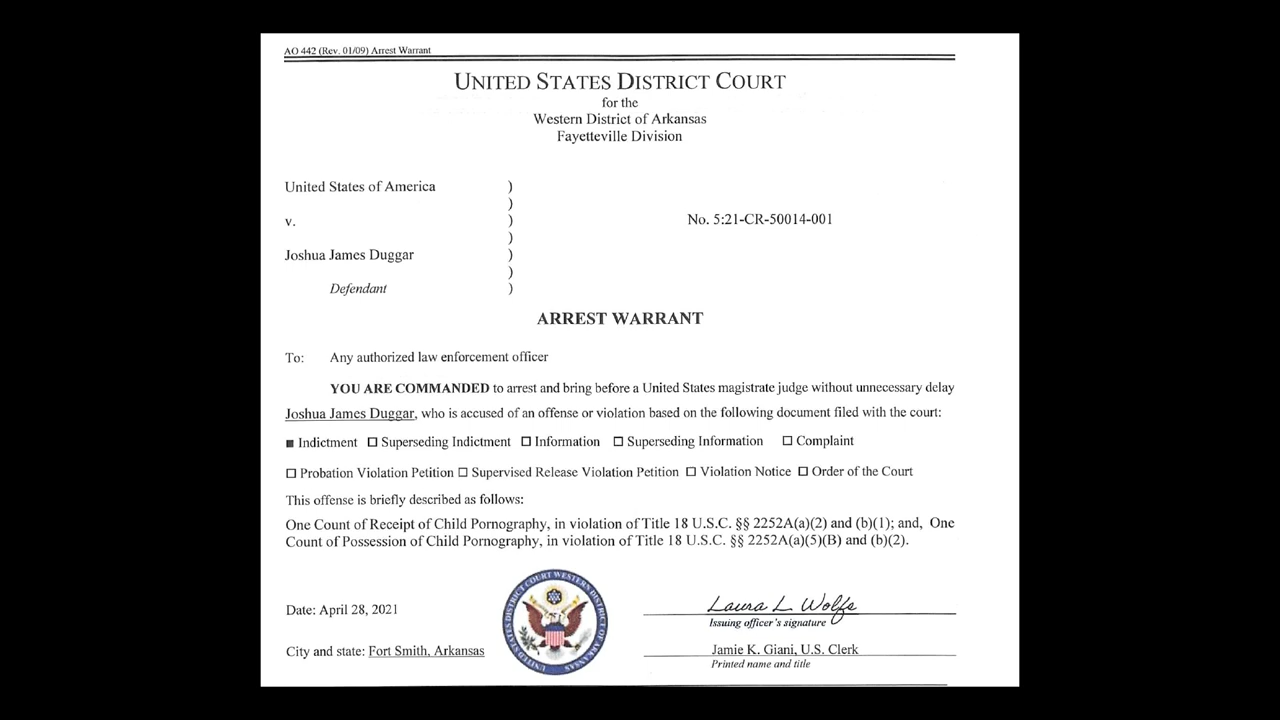 AO 442 (Rev. 01/09) Arrest Warrant
UNITED STATES DISTRICT COURT
for the
Western District of Arkansas
Fayetteville Division
United States of America )
)
v. ) No. 5:21-CR-50014-001
)
Joshua James Duggar )
)
Defendant )
ARREST WARRANT
To: Any authorized law enforcement officer
YOU ARE COMMANDED to arrest and bring before a United States magistrate judge without unnecessary delay
Joshua James Duggar, who is accused of an offense or violation based on the following document filed with the court:
■ Indictment ☐ Superseding Indictment ☐ Information ☐ Superseding Information ☐ Complaint
☐ Probation Violation Petition ☐ Supervised Release Violation Petition ☐ Violation Notice ☐ Order of the Court
This offense is briefly described as follows:
One Count of Receipt of Child Pornography, in violation of Title 18 U.S.C. §§ 2252A(a)(2) and (b)(1); and, One
Count of Possession of Child Pornography, in violation of Title 18 U.S.C. §§ 2252A(a)(5)(B) and (b)(2).
UNITED STATES DISTRICT COURT WESTERN DISTRICT OF ARKANSAS
Date: April 28, 2021 Laura L. Wolfe
Issuing officer's signature
City and state: Fort Smith, Arkansas Jamie K. Giani, U.S. Clerk
Printed name and title